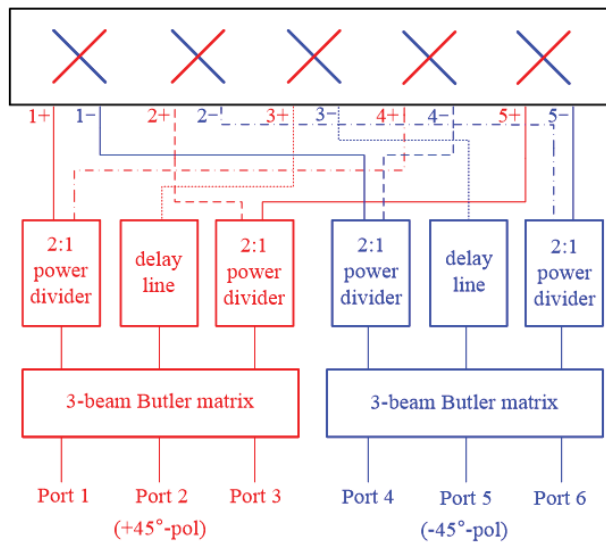 1+ 1− 2+ 2− 3+ 3− 4+ 4− 5+ 5−
2:1 power divider
delay line
2:1 power divider
2:1 power divider
delay line
2:1 power divider
3-beam Butler matrix
3-beam Butler matrix
Port 1 Port 2 Port 3 Port 4 Port 5 Port 6
(+45°-pol) (-45°-pol)